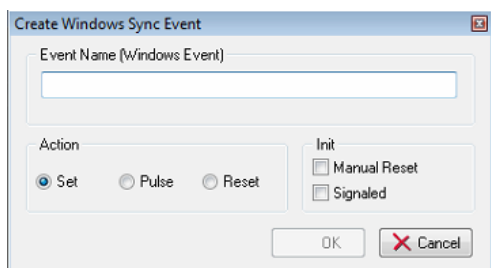 Create Windows Sync Event
Event Name (Windows Event)
Action
Set Pulse Reset
Init
Manual Reset
Signaled
OK Cancel